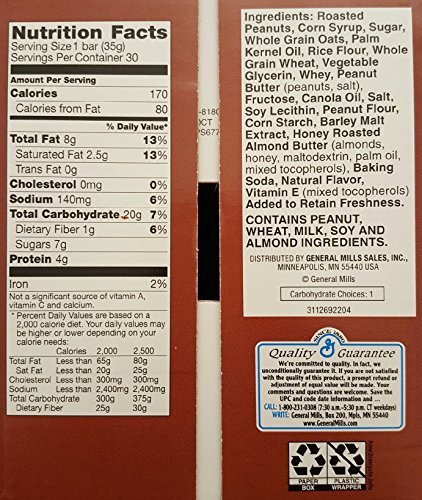 Nutrition Facts
Serving Size 1 bar (35g)
Servings Per Container 30
Amount Per Serving
Calories 170
Calories from Fat 80
% Daily Value*
Total Fat 8g 13%
Saturated Fat 2.5g 13%
Trans Fat 0g
Cholesterol 0mg 0%
Sodium 140mg 6%
Total Carbohydrate 20g 7%
Dietary Fiber 1g 6%
Sugars 7g
Protein 4g
Iron 2%
Not a significant source of vitamin A,
vitamin C and calcium.
* Percent Daily Values are based on a
2,000 calorie diet. Your daily values may
be higher or lower depending on your
calorie needs:
Calories 2,000 2,500
Total Fat Less than 65g 80g
Sat Fat Less than 20g 25g
Cholesterol Less than 300mg 300mg
Sodium Less than 2,400mg 2,400mg
Total Carbohydrate 300g 375g
Dietary Fiber 25g 30g
-8180
OCT
PS677
Ingredients: Roasted
Peanuts, Corn Syrup, Sugar,
Whole Grain Oats, Palm
Kernel Oil, Rice Flour, Whole
Grain Wheat, Vegetable
Glycerin, Whey, Peanut
Butter (peanuts, salt),
Fructose, Canola Oil, Salt,
Soy Lecithin, Peanut Flour,
Corn Starch, Barley Malt
Extract, Honey Roasted
Almond Butter (almonds,
honey, maltodextrin, palm oil,
mixed tocopherols), Baking
Soda, Natural Flavor,
Vitamin E (mixed tocopherols)
Added to Retain Freshness.
CONTAINS PEANUT,
WHEAT, MILK, SOY AND
ALMOND INGREDIENTS.
DISTRIBUTED BY GENERAL MILLS SALES, INC.,
MINNEAPOLIS, MN 55440 USA
© General Mills
Carbohydrate Choices: 1
3112692204
SINCE 1880
Quality G Guarantee
We're committed to quality. In fact, we
unconditionally guarantee it. If you are not satisfied
with the quality of this product, a prompt refund or
adjustment of equal value will be made. Your
comments and questions are welcome. Save the
UPC and code date information and ...
CALL: 1-800-231-0308 (7:30 a.m.-5:30 p.m. CT weekdays)
WRITE: General Mills, Box 200, Mpls, MN 55440
www.GeneralMills.com
PAPER
BOX
PLASTIC
WRAPPER
how2recycle.info